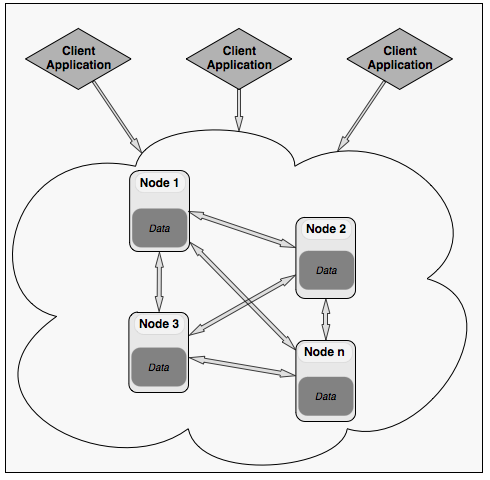 Client
Application
Client
Application
Client
Application
Node 1
Data
Node 2
Data
Node 3
Data
Node n
Data